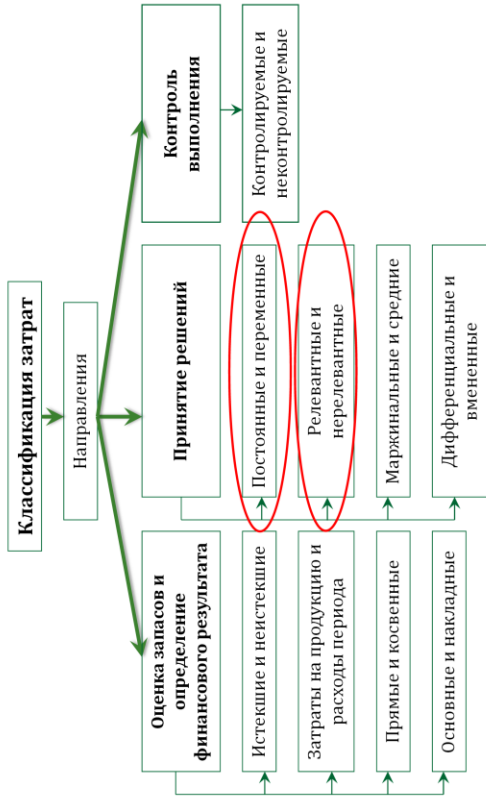 Классификация затрат
Направления
Оценка запасов и
определение
финансового результата
Истекшие и неистекшие
Затраты на продукцию и
расходы периода
Прямые и косвенные
Основные и накладные
Принятие решений
Постоянные и переменные
Релевантные и
нерелевантные
Маржинальные и средние
Дифференциальные и
вмененные
Контроль
выполнения
Контролируемые и
неконтролируемые